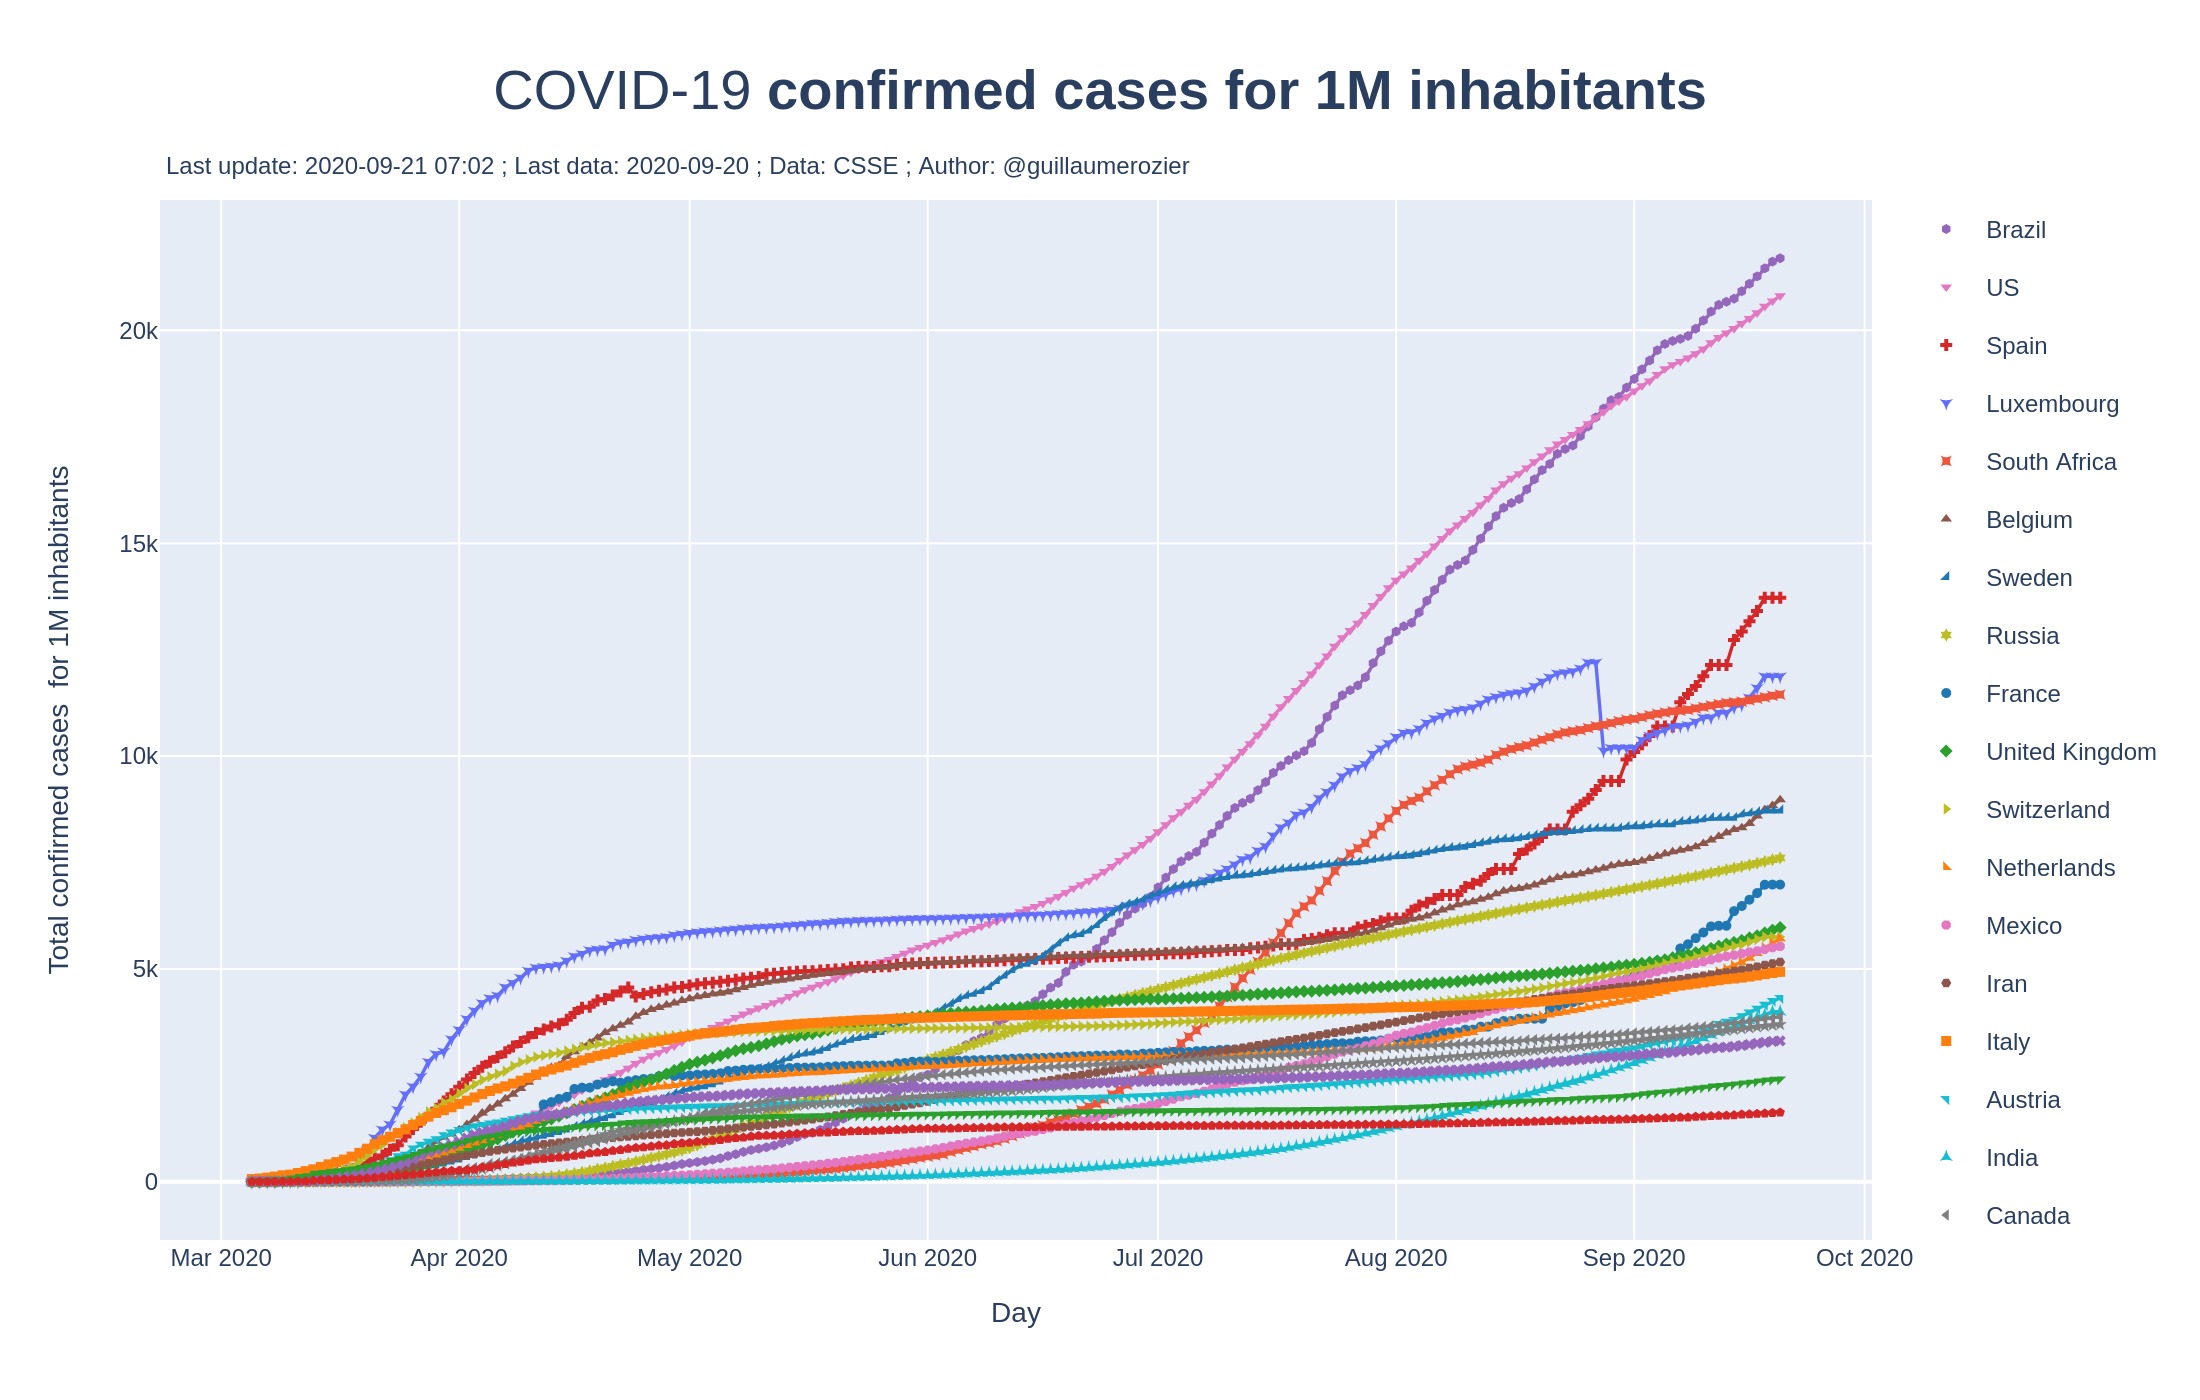 COVID-19 confirmed cases for 1M inhabitants
Last update: 2020-09-21 07:02 ; Last data: 2020-09-20 ; Data: CSSE ; Author: @guillaumerozier
Total confirmed cases for 1M inhabitants
20k
15k
10k
5k
0
Mar 2020
Apr 2020
May 2020
Jun 2020
Jul 2020
Aug 2020
Sep 2020
Oct 2020
Day
Brazil
US
Spain
Luxembourg
South Africa
Belgium
Sweden
Russia
France
United Kingdom
Switzerland
Netherlands
Mexico
Iran
Italy
Austria
India
Canada